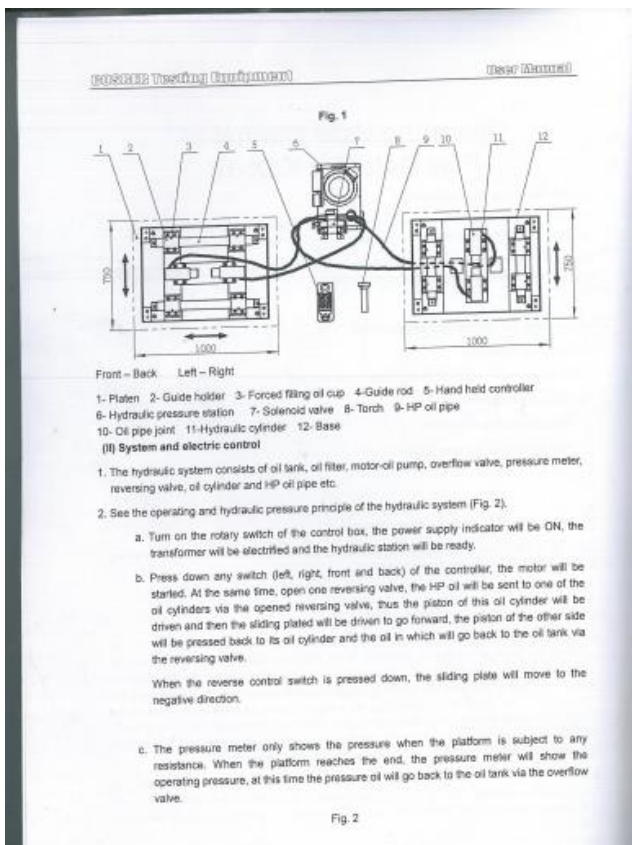 COSBER Testing Equipment
User Manual
Fig. 1
1 2 3 4 5 6 7 8 9 10 11 12
700
1000
750
1000
Front – Back Left – Right
1- Platen 2- Guide holder 3- Forced filling oil cup 4-Guide rod 5- Hand held controller
6- Hydraulic pressure station 7- Solenoid valve 8- Torch 9- HP oil pipe
10- Oil pipe joint 11-Hydraulic cylinder 12- Base
(II) System and electric control
1. The hydraulic system consists of oil tank, oil filter, motor-oil pump, overflow valve, pressure meter,
reversing valve, oil cylinder and HP oil pipe etc.
2. See the operating and hydraulic pressure principle of the hydraulic system (Fig. 2).
a. Turn on the rotary switch of the control box, the power supply indicator will be ON, the
transformer will be electrified and the hydraulic station will be ready.
b. Press down any switch (left, right, front and back) of the controller, the motor will be
started. At the same time, open one reversing valve, the HP oil will be sent to one of the
oil cylinders via the opened reversing valve, thus the piston of this oil cylinder will be
driven and then the sliding plated will be driven to go forward, the piston of the other side
will be pressed back to its oil cylinder and the oil in which will go back to the oil tank via
the reversing valve.
When the reverse control switch is pressed down, the sliding plate will move to the
negative direction.
c. The pressure meter only shows the pressure when the platform is subject to any
resistance. When the platform reaches the end, the pressure meter will show the
operating pressure, at this time the pressure oil will go back to the oil tank via the overflow
valve.
Fig. 2